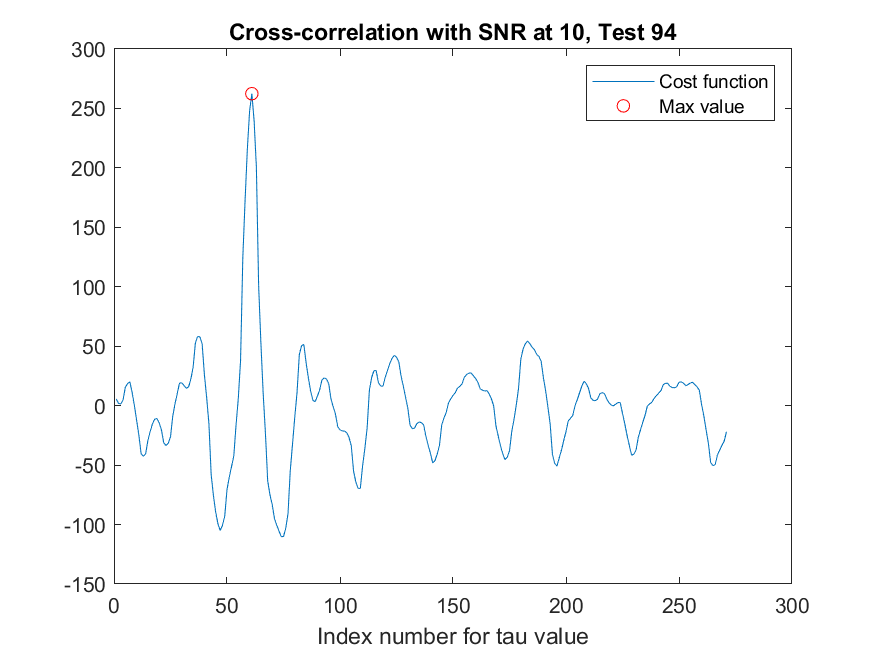 Cross-correlation with SNR at 10, Test 94
300
250
200
150
100
50
0
-50
-100
-150
0 50 100 150 200 250 300
Index number for tau value
Cost function
Max value